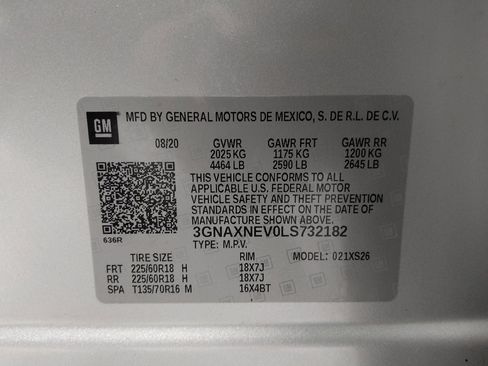 GM
MFD BY GENERAL MOTORS DE MEXICO, S. DE R.L. DE C.V.
08/20 GVWR GAWR FRT GAWR RR
2025 KG 1175 KG 1200 KG
4464 LB 2590 LB 2645 LB
THIS VEHICLE CONFORMS TO ALL
APPLICABLE U.S. FEDERAL MOTOR
VEHICLE SAFETY AND THEFT PREVENTION
STANDARDS IN EFFECT ON THE DATE OF
MANUFACTURE SHOWN ABOVE.
636R 3GNAXNEV0LS732182
TYPE: M.P.V.
TIRE SIZE RIM MODEL: 021XS26
FRT 225/60R18 H 18X7J
RR 225/60R18 H 18X7J
SPA T135/70R16 M 16X4BT